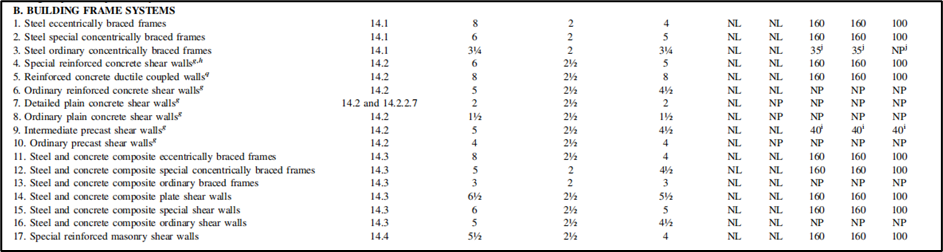 B. BUILDING FRAME SYSTEMS
1. Steel eccentrically braced frames 14.1 8 2 4 NL NL 160 160 100
2. Steel special concentrically braced frames 14.1 6 2 5 NL NL 160 160 100
3. Steel ordinary concentrically braced frames 14.1 3¼ 2 3¼ NL NL 35ʲ 35ʲ NPʲ
4. Special reinforced concrete shear wallsᵍ,ʰ 14.2 6 2½ 5 NL NL 160 160 100
5. Reinforced concrete ductile coupled walls^q 14.2 8 2½ 8 NL NL 160 160 100
6. Ordinary reinforced concrete shear wallsᵍ 14.2 5 2½ 4½ NL NL NP NP NP
7. Detailed plain concrete shear wallsᵍ 14.2 and 14.2.2.7 2 2½ 2 NL NP NP NP NP
8. Ordinary plain concrete shear wallsᵍ 14.2 1½ 2½ 1½ NL NP NP NP NP
9. Intermediate precast shear wallsᵍ 14.2 5 2½ 4½ NL NL 40ⁱ 40ⁱ 40ⁱ
10. Ordinary precast shear wallsᵍ 14.2 4 2½ 4 NL NP NP NP NP
11. Steel and concrete composite eccentrically braced frames 14.3 8 2½ 4 NL NL 160 160 100
12. Steel and concrete composite special concentrically braced frames 14.3 5 2 4½ NL NL 160 160 100
13. Steel and concrete composite ordinary braced frames 14.3 3 2 3 NL NL NP NP NP
14. Steel and concrete composite plate shear walls 14.3 6½ 2½ 5½ NL NL 160 160 100
15. Steel and concrete composite special shear walls 14.3 6 2½ 5 NL NL 160 160 100
16. Steel and concrete composite ordinary shear walls 14.3 5 2½ 4½ NL NL NP NP NP
17. Special reinforced masonry shear walls 14.4 5½ 2½ 4 NL NL 160 160 100